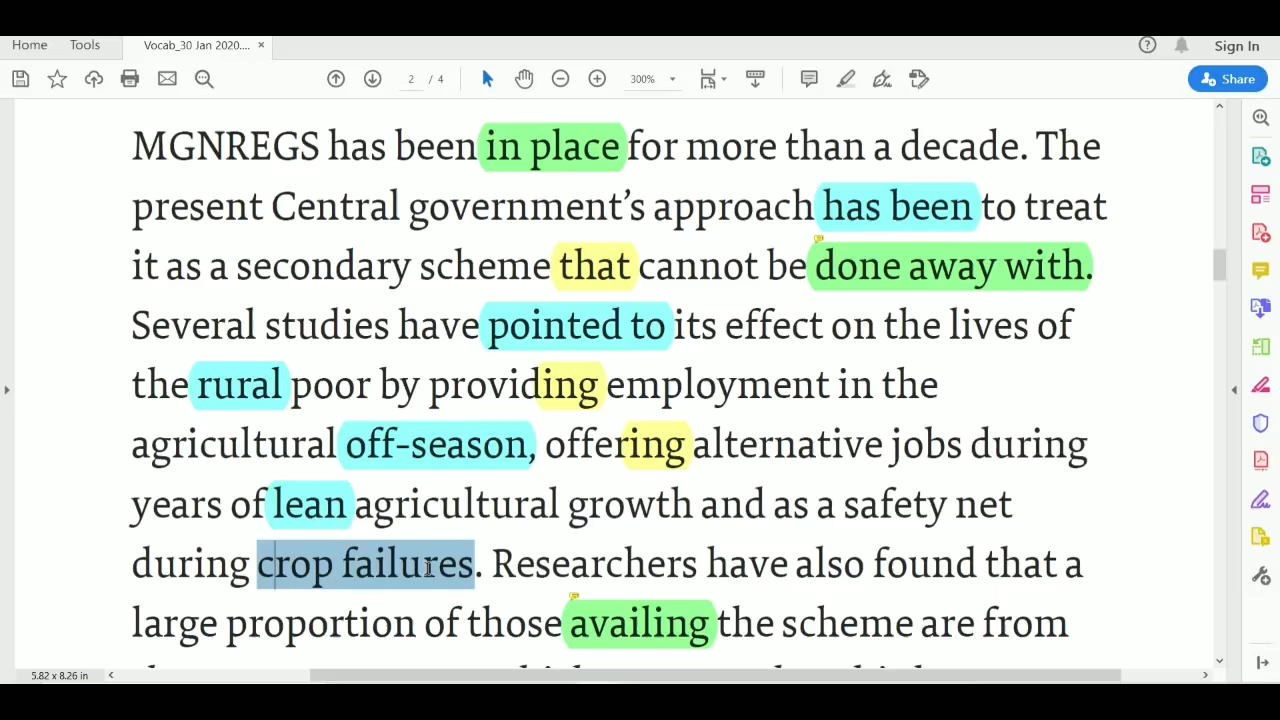 Home Tools Vocab_30 Jan 2020.... × Sign In
2 / 4 300% Share
MGNREGS has been in place for more than a decade. The
present Central government’s approach has been to treat
it as a secondary scheme that cannot be done away with.
Several studies have pointed to its effect on the lives of
the rural poor by providing employment in the
agricultural off-season, offering alternative jobs during
years of lean agricultural growth and as a safety net
during crop failures. Researchers have also found that a
large proportion of those availing the scheme are from
5.82 x 8.26 in